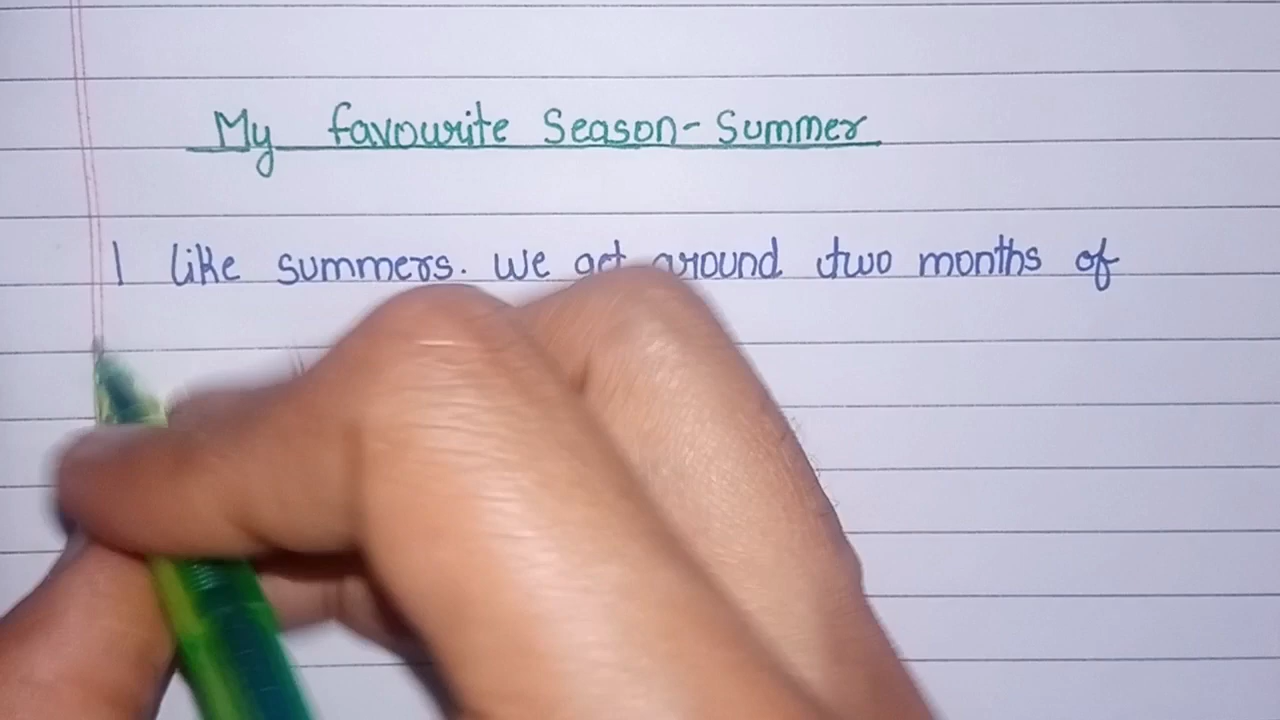 My favourite Season - Summer
I like summers. We get around two months of